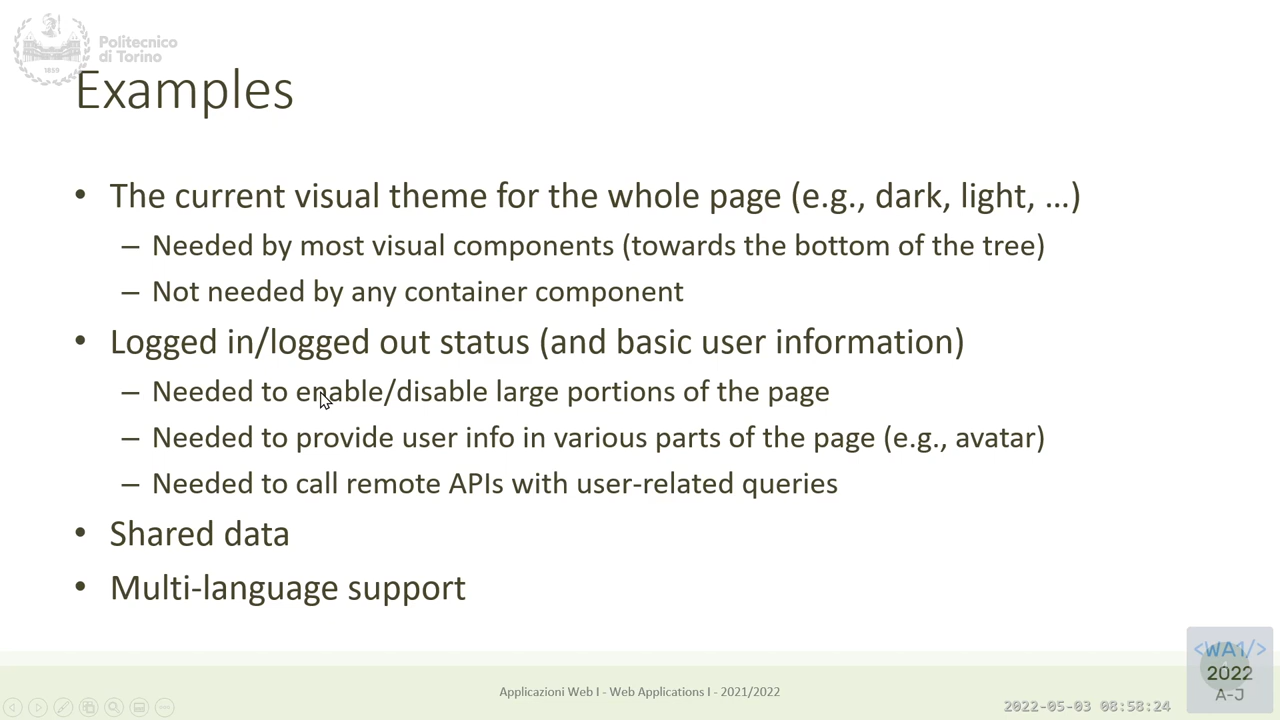 Politecnico
di Torino
1859
Examples
• The current visual theme for the whole page (e.g., dark, light, …)
– Needed by most visual components (towards the bottom of the tree)
– Not needed by any container component
• Logged in/logged out status (and basic user information)
– Needed to enable/disable large portions of the page
– Needed to provide user info in various parts of the page (e.g., avatar)
– Needed to call remote APIs with user-related queries
• Shared data
• Multi-language support
Applicazioni Web I - Web Applications I - 2021/2022
2022-05-03 08:58:24
<WA1/>
2022
A-J